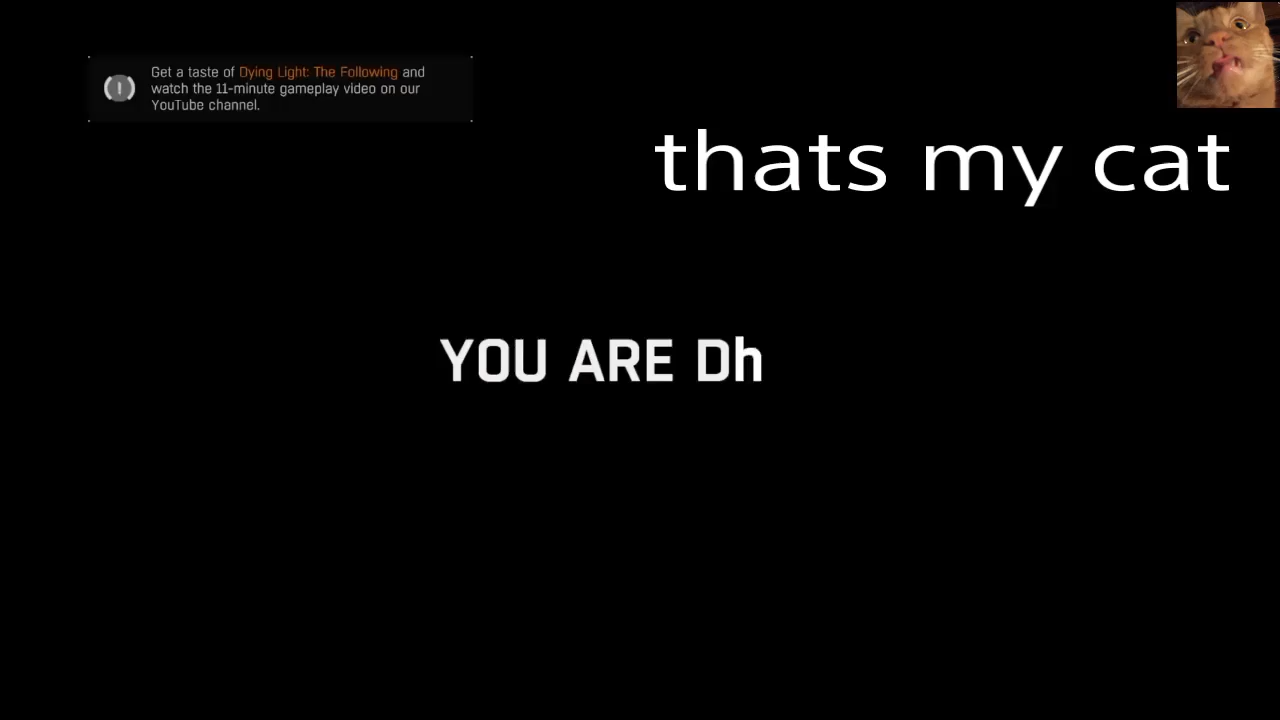 Get a taste of Dying Light: The Following and
watch the 11-minute gameplay video on our
YouTube channel.
thats my cat
YOU ARE Dh